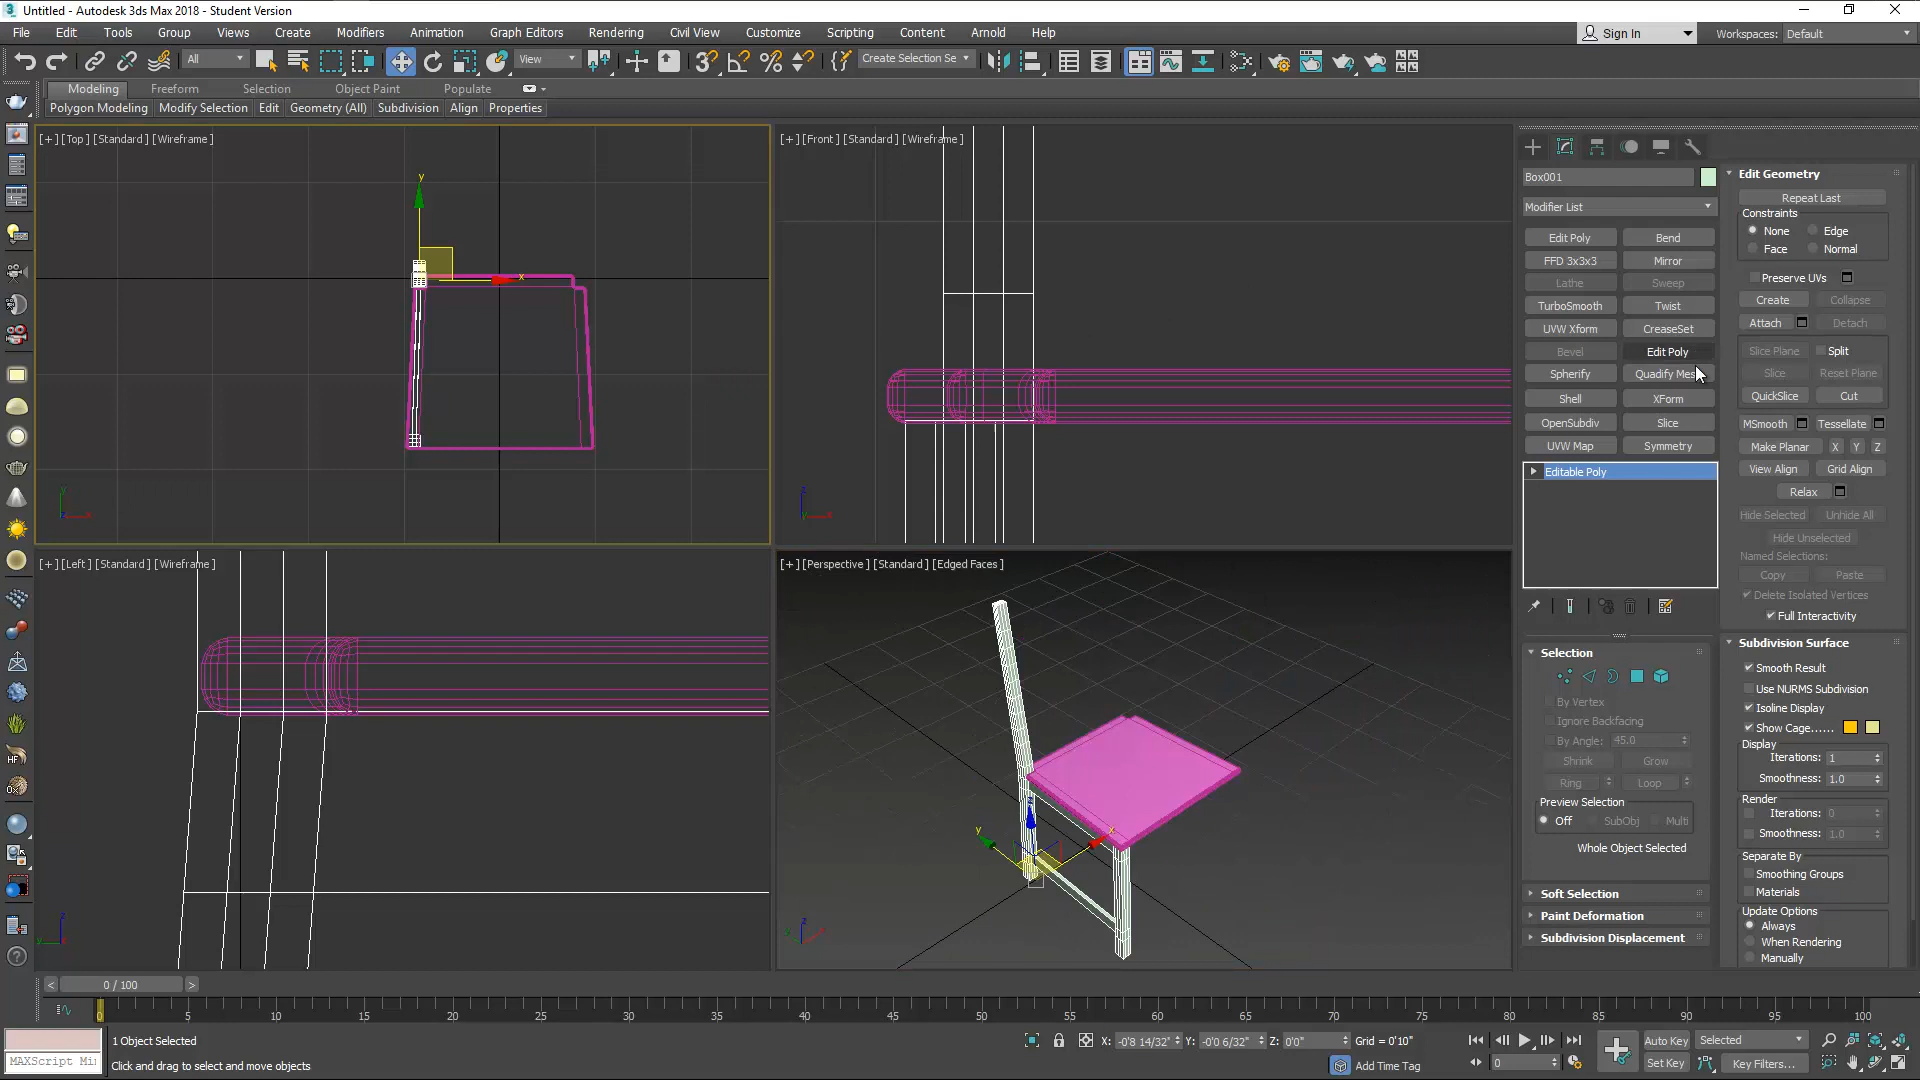 Untitled - Autodesk 3ds Max 2018 - Student Version
File Edit Tools Group Views Create Modifiers Animation Graph Editors Rendering Civil View Customize Scripting Content Arnold Help
Sign In Workspaces: Default
All View Create Selection Se
Modeling Freeform Selection Object Paint Populate
Polygon Modeling Modify Selection Edit Geometry (All) Subdivision Align Properties
[+] [Top] [Standard] [Wireframe]
[+] [Front] [Standard] [Wireframe]
y
x
[+] [Left] [Standard] [Wireframe]
[+] [Perspective] [Standard] [Edged Faces]
Box001
Modifier List
Edit Poly Bend
FFD 3x3x3 Mirror
Lathe Sweep
TurboSmooth Twist
UVW Xform CreaseSet
Bevel Edit Poly
Spherify Quadify Mes
Shell XForm
OpenSubdiv Slice
UVW Map Symmetry
Editable Poly
Selection
By Vertex
Ignore Backfacing
By Angle: 45.0
Shrink Grow
Ring Loop
Preview Selection
Off SubObj Multi
Whole Object Selected
Soft Selection
Paint Deformation
Subdivision Displacement
Edit Geometry
Repeat Last
Constraints
None Edge
Face Normal
Preserve UVs
Create Collapse
Attach Detach
Slice Plane Split
Slice Reset Plane
QuickSlice Cut
MSmooth Tessellate
Make Planar X Y Z
View Align Grid Align
Relax
Hide Selected Unhide All
Hide Unselected
Named Selections:
Copy Paste
Delete Isolated Vertices
Full Interactivity
Subdivision Surface
Smooth Result
Use NURMS Subdivision
Isoline Display
Show Cage......
Display
Iterations: 1
Smoothness: 1.0
Render
Iterations: 0
Smoothness: 1.0
Separate By
Smoothing Groups
Materials
Update Options
Always
When Rendering
Manually
< 0 / 100 >
0 5 10 15 20 25 30 35 40 45 50 55 60 65 70 75 80 85 90 95 100
1 Object Selected
X: -0'8 14/32" Y: -0'0 6/32" Z: 0'0" Grid = 0'10"
Auto Key Selected
MAXScript Mi
Click and drag to select and move objects
Add Time Tag
0
Set Key Key Filters...